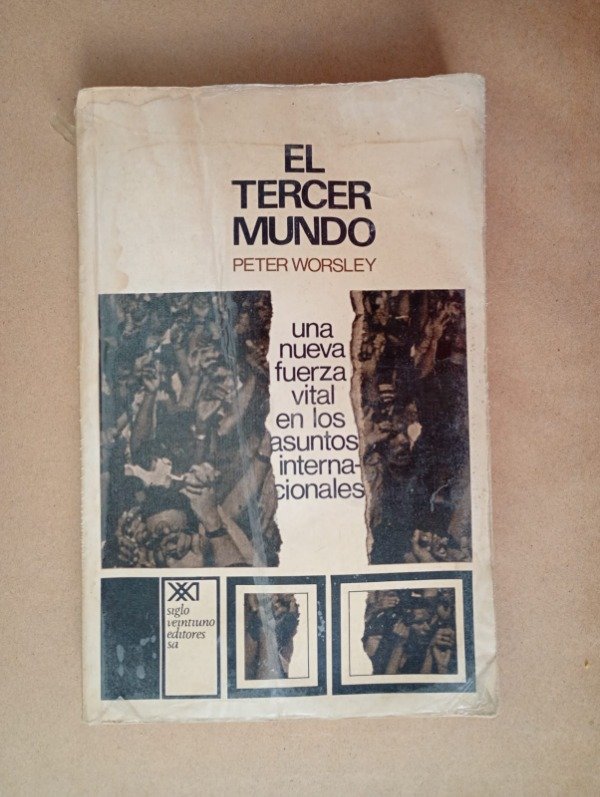 EL
TERCER
MUNDO
PETER WORSLEY
una
nueva
fuerza
vital
en los
asuntos
interna-
cionales
XXI
siglo
veintiuno
editores
sa